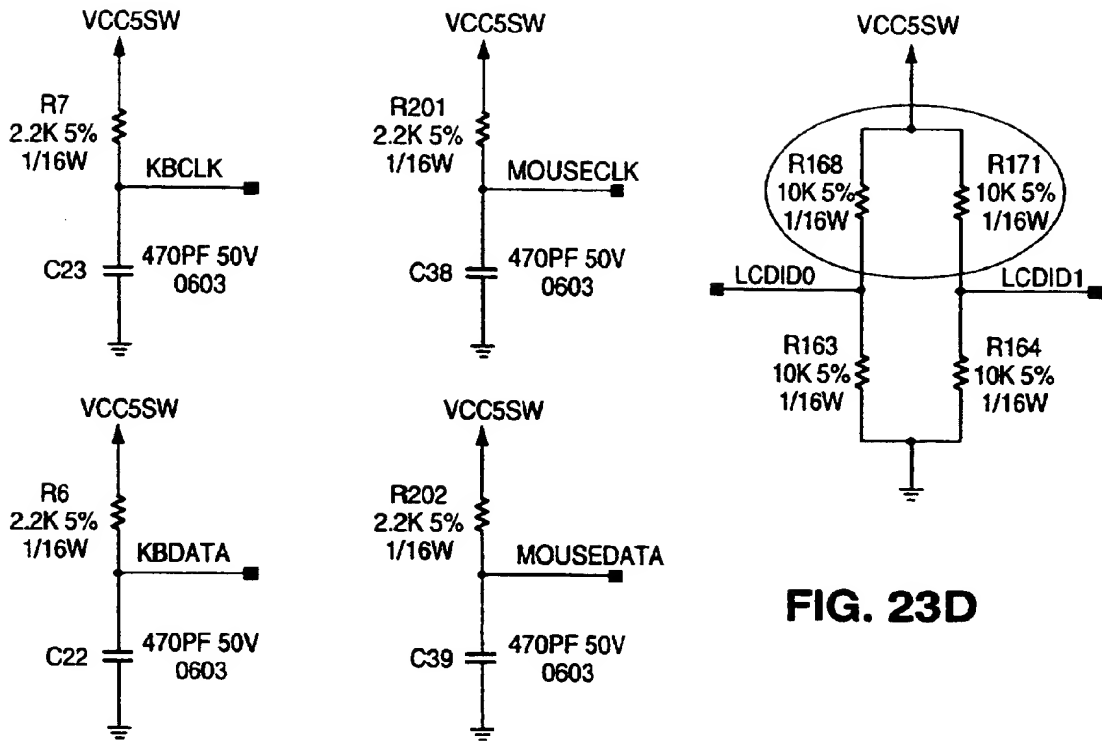 VCC5SW
R7
2.2K 5%
1/16W
KBCLK
C23
470PF 50V
0603
VCC5SW
R201
2.2K 5%
1/16W
MOUSECLK
C38
470PF 50V
0603
VCC5SW
R168
10K 5%
1/16W
R171
10K 5%
1/16W
LCDID0
LCDID1
R163
10K 5%
1/16W
R164
10K 5%
1/16W
VCC5SW
R6
2.2K 5%
1/16W
KBDATA
C22
470PF 50V
0603
VCC5SW
R202
2.2K 5%
1/16W
MOUSEDATA
C39
470PF 50V
0603
FIG. 23D